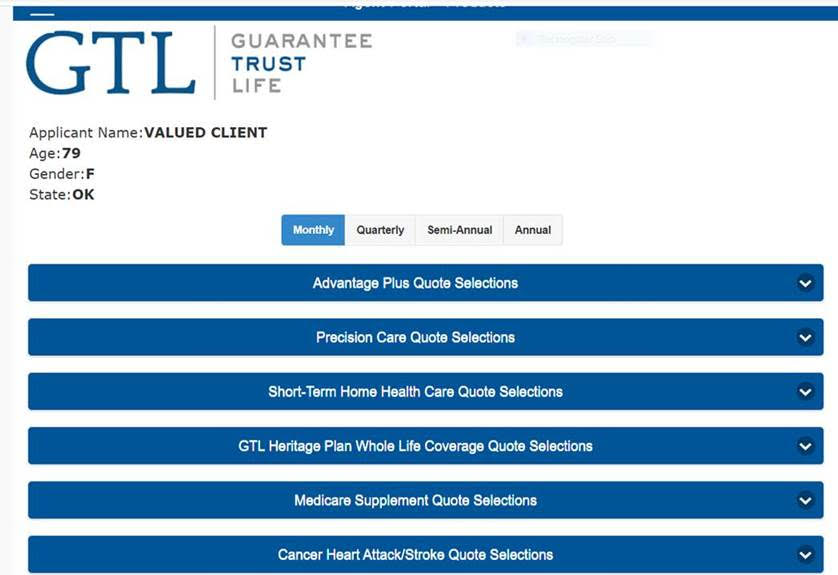 GTL
GUARANTEE
TRUST
LIFE
Applicant Name:VALUED CLIENT
Age:79
Gender:F
State:OK
Monthly Quarterly Semi-Annual Annual
Advantage Plus Quote Selections
Precision Care Quote Selections
Short-Term Home Health Care Quote Selections
GTL Heritage Plan Whole Life Coverage Quote Selections
Medicare Supplement Quote Selections
Cancer Heart Attack/Stroke Quote Selections